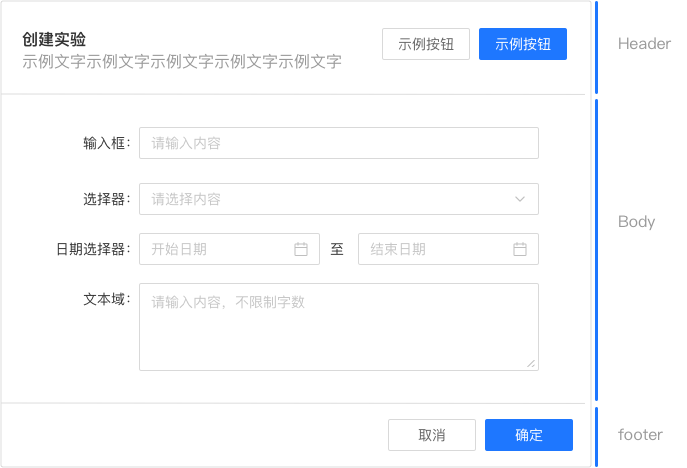 创建实验
示例文字示例文字示例文字示例文字示例文字
示例按钮
示例按钮
Header
输入框：
请输入内容
选择器：
请选择内容
Body
日期选择器：
开始日期
至
结束日期
文本域：
请输入内容，不限制字数
取消
确定
footer